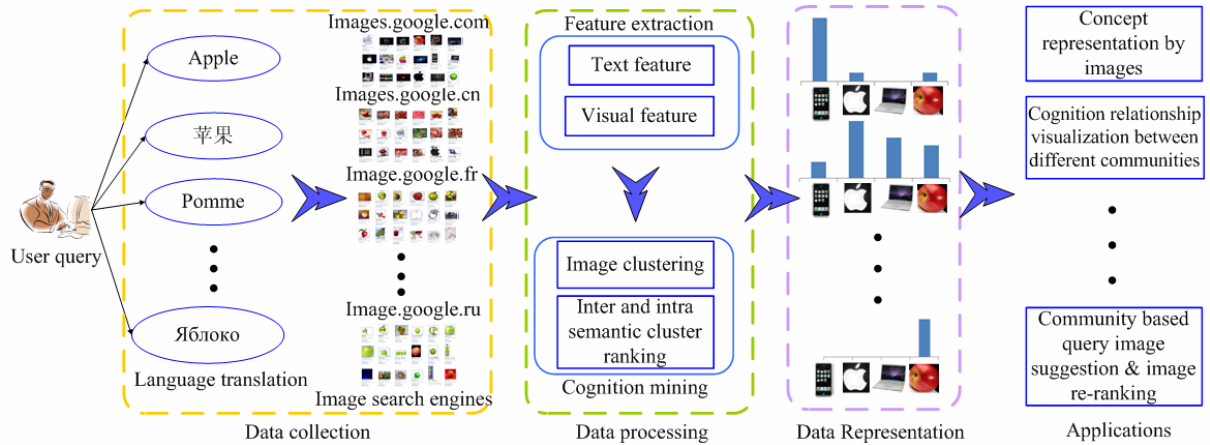 User query
Apple
苹果
Pomme
Яблоко
Language translation
Images.google.com
Images.google.cn
Image.google.fr
Image.google.ru
Image search engines
Data collection
Feature extraction
Text feature
Visual feature
Image clustering
Inter and intra
semantic cluster
ranking
Cognition mining
Data processing
Data Representation
Concept
representation by
images
Cognition relationship
visualization between
different communities
Community based
query image
suggestion & image
re-ranking
Applications